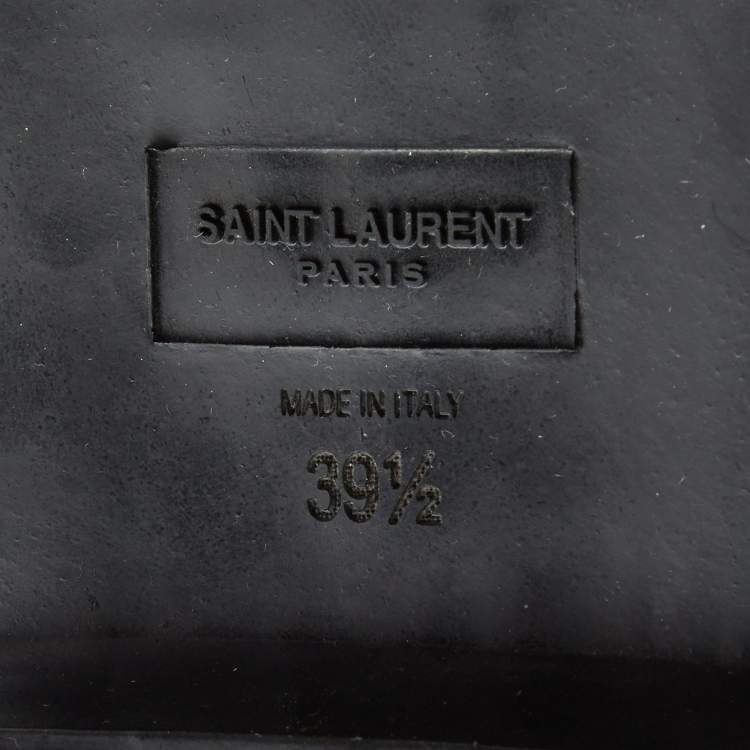 SAINT LAURENT
PARIS
MADE IN ITALY
39½